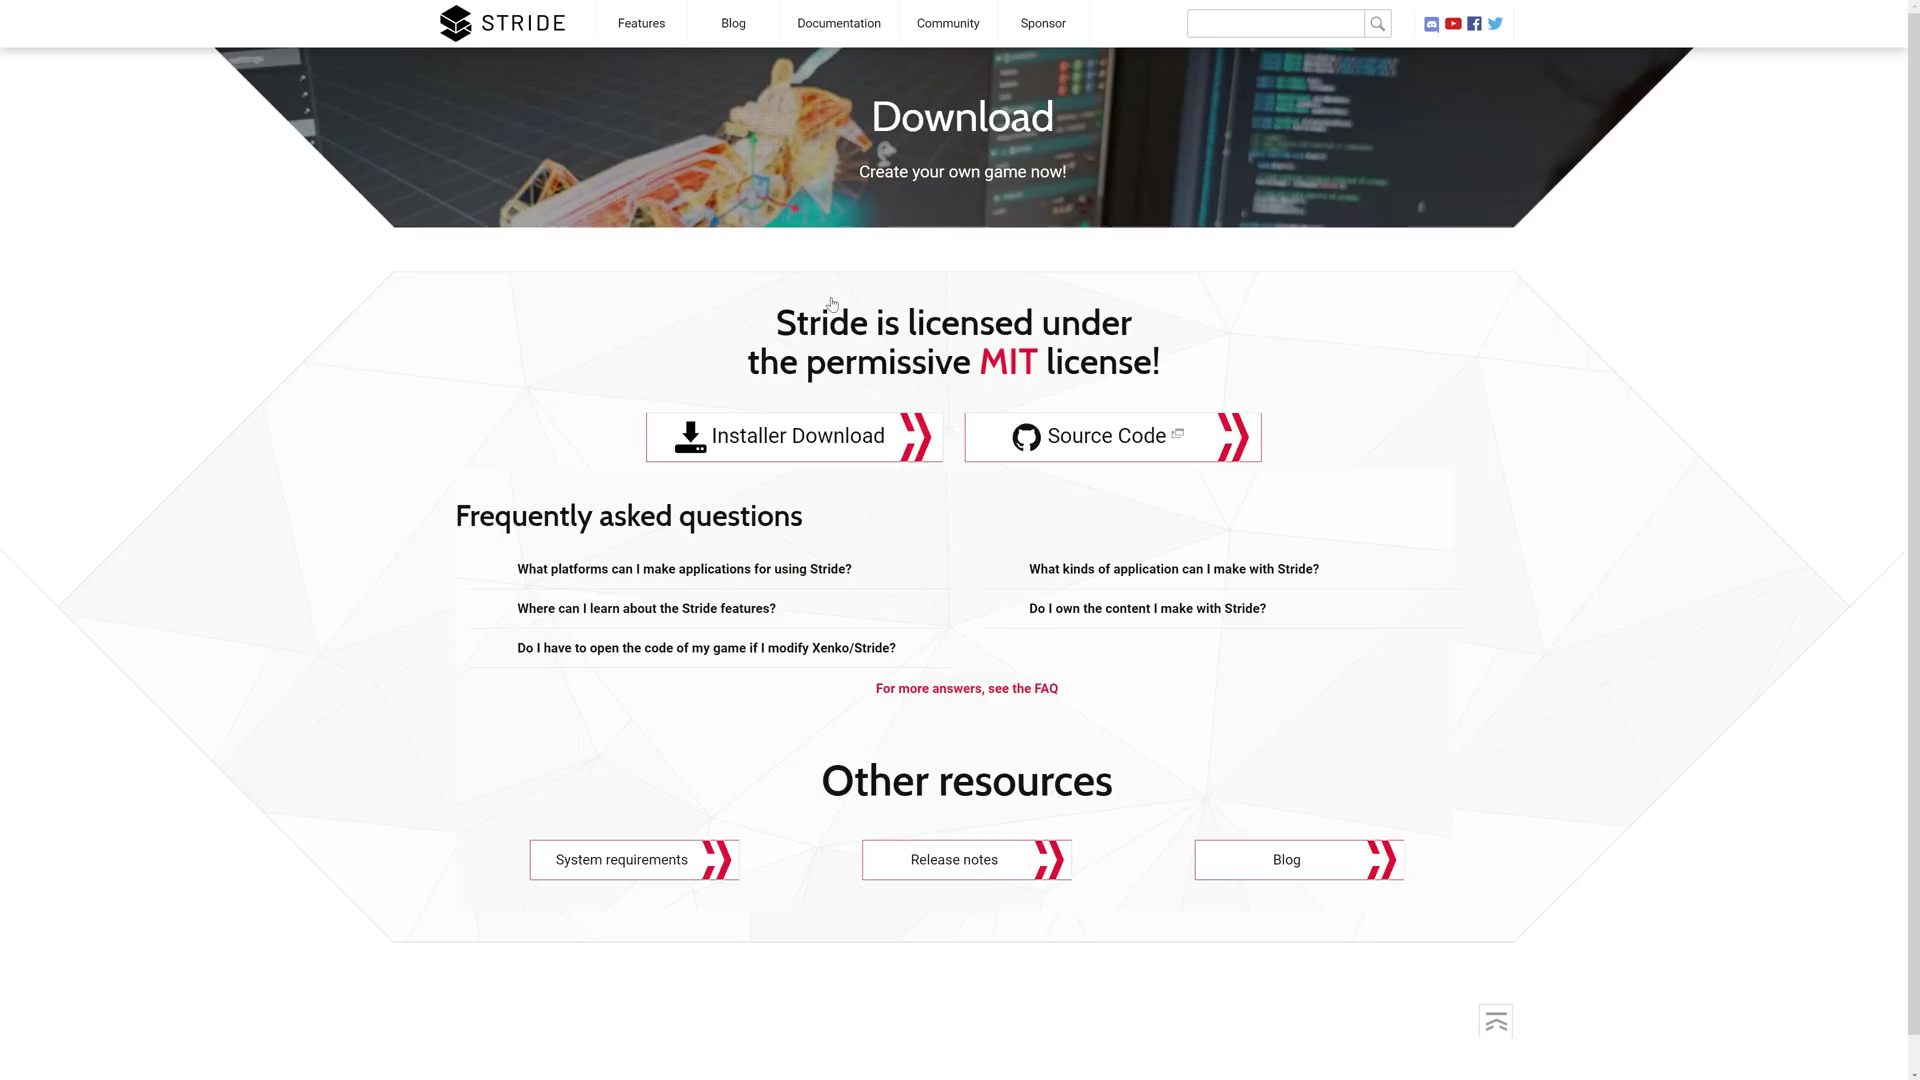 STRIDE
Features
Blog
Documentation
Community
Sponsor
Download
Create your own game now!
Stride is licensed under
the permissive MIT license!
Installer Download
Source Code
Frequently asked questions
What platforms can I make applications for using Stride?
What kinds of application can I make with Stride?
Where can I learn about the Stride features?
Do I own the content I make with Stride?
Do I have to open the code of my game if I modify Xenko/Stride?
For more answers, see the FAQ
Other resources
System requirements
Release notes
Blog